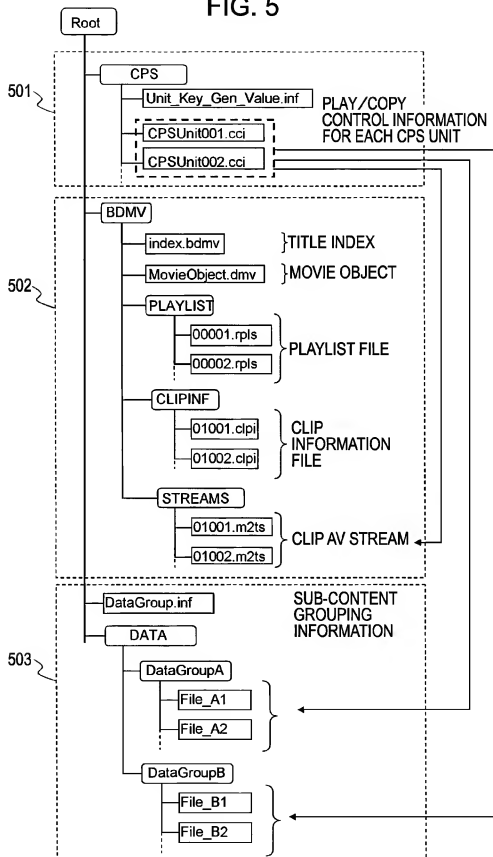 FIG. 5
Root
501
CPS
Unit_Key_Gen_Value.inf
CPSUnit001.cci
CPSUnit002.cci
PLAY/COPY
CONTROL INFORMATION
FOR EACH CPS UNIT
502
BDMV
index.bdmv
TITLE INDEX
MovieObject.dmv
MOVIE OBJECT
PLAYLIST
00001.rpls
00002.rpls
PLAYLIST FILE
CLIPINF
01001.clpi
01002.clpi
CLIP
INFORMATION
FILE
STREAMS
01001.m2ts
01002.m2ts
CLIP AV STREAM
503
DataGroup.inf
SUB-CONTENT
GROUPING
INFORMATION
DATA
DataGroupA
File_A1
File_A2
DataGroupB
File_B1
File_B2